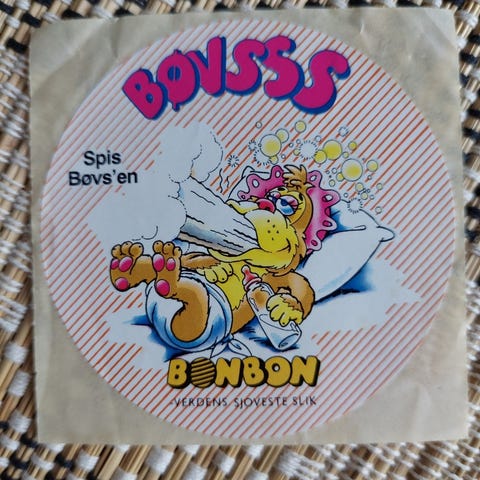 BØVSSS
Spis
Bøvs'en
BONBON
VERDENS SJOVESTE SLIK